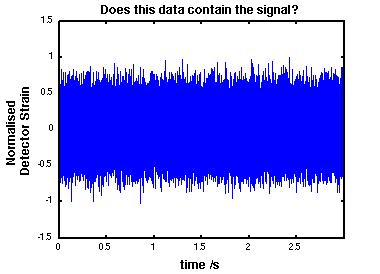 Does this data contain the signal?
1.5
1
0.5
0
-0.5
-1
-1.5
Normalised
Detector Strain
0 0.5 1 1.5 2 2.5
time /s